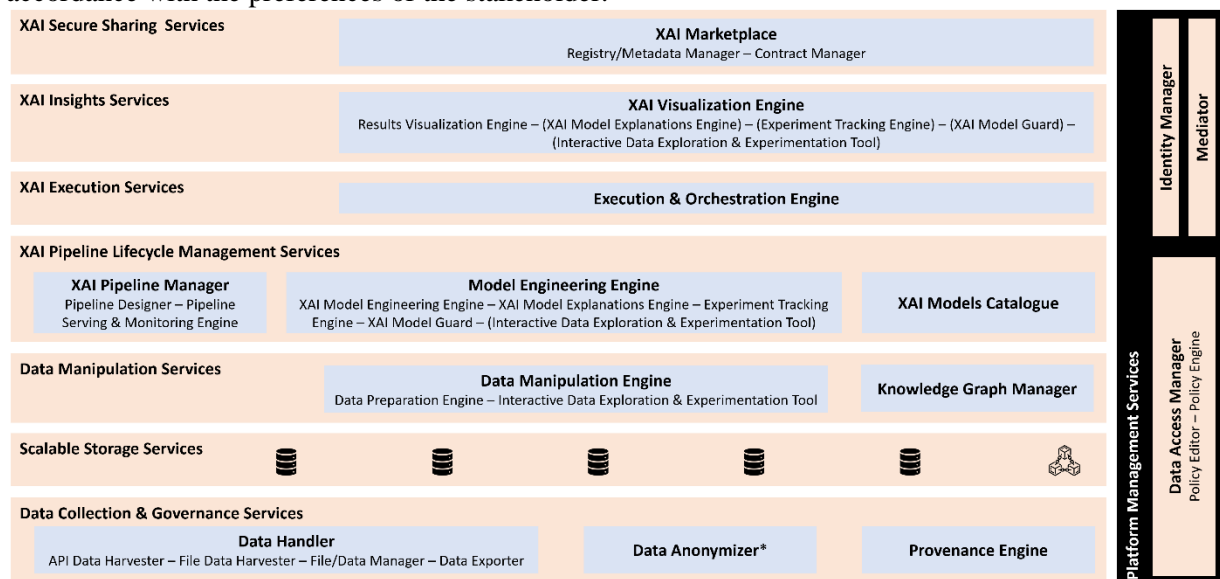 accordance with the preferences of the stakeholder.
XAI Secure Sharing Services
XAI Marketplace
Registry/Metadata Manager – Contract Manager
XAI Insights Services
XAI Visualization Engine
Results Visualization Engine – (XAI Model Explanations Engine) – (Experiment Tracking Engine) – (XAI Model Guard) –
(Interactive Data Exploration & Experimentation Tool)
XAI Execution Services
Execution & Orchestration Engine
XAI Pipeline Lifecycle Management Services
XAI Pipeline Manager
Pipeline Designer – Pipeline
Serving & Monitoring Engine
Model Engineering Engine
XAI Model Engineering Engine – XAI Model Explanations Engine – Experiment Tracking
Engine – XAI Model Guard – (Interactive Data Exploration & Experimentation Tool)
XAI Models Catalogue
Data Manipulation Services
Data Manipulation Engine
Data Preparation Engine – Interactive Data Exploration & Experimentation Tool
Knowledge Graph Manager
Scalable Storage Services
Data Collection & Governance Services
Data Handler
API Data Harvester – File Data Harvester – File/Data Manager – Data Exporter
Data Anonymizer*
Provenance Engine
Platform Management Services
Identity Manager
Mediator
Data Access Manager
Policy Editor – Policy Engine